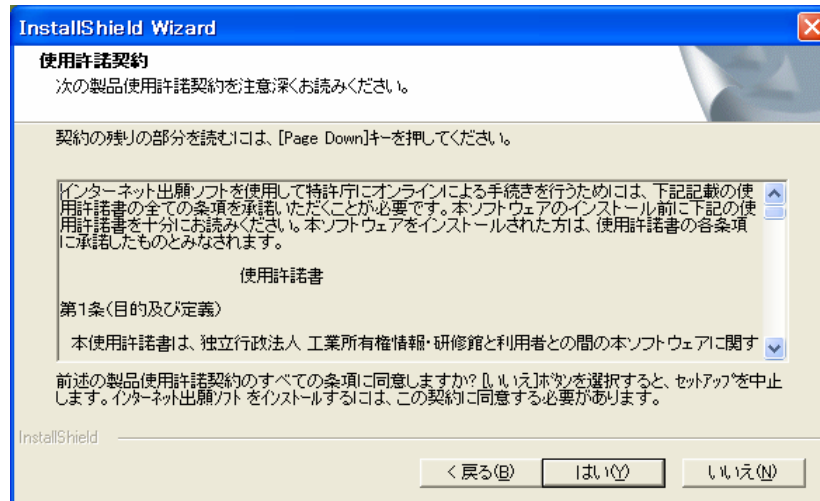 InstallShield Wizard
使用許諾契約
次の製品使用許諾契約を注意深くお読みください。
契約の残りの部分を読むには、[Page Down]キーを押してください。
インターネット出願ソフトを使用して特許庁にオンラインによる手続きを行うためには、下記記載の使
用許諾書の全ての条項を承諾いただくことが必要です。本ソフトウェアのインストール前に下記の使
用許諾書を十分にお読みください。本ソフトウェアをインストールされた方は、使用許諾書の各条項
に承諾したものとみなされます。
使用許諾書
第1条(目的及び定義)
本使用許諾書は、独立行政法人 工業所有権情報・研修館と利用者との間の本ソフトウェアに関す
前述の製品使用許諾契約のすべての条項に同意しますか? [いいえ]ボタンを選択すると、セットアップを中止
します。インターネット出願ソフト をインストールするには、この契約に同意する必要があります。
InstallShield
< 戻る(B)
はい(Y)
いいえ(N)